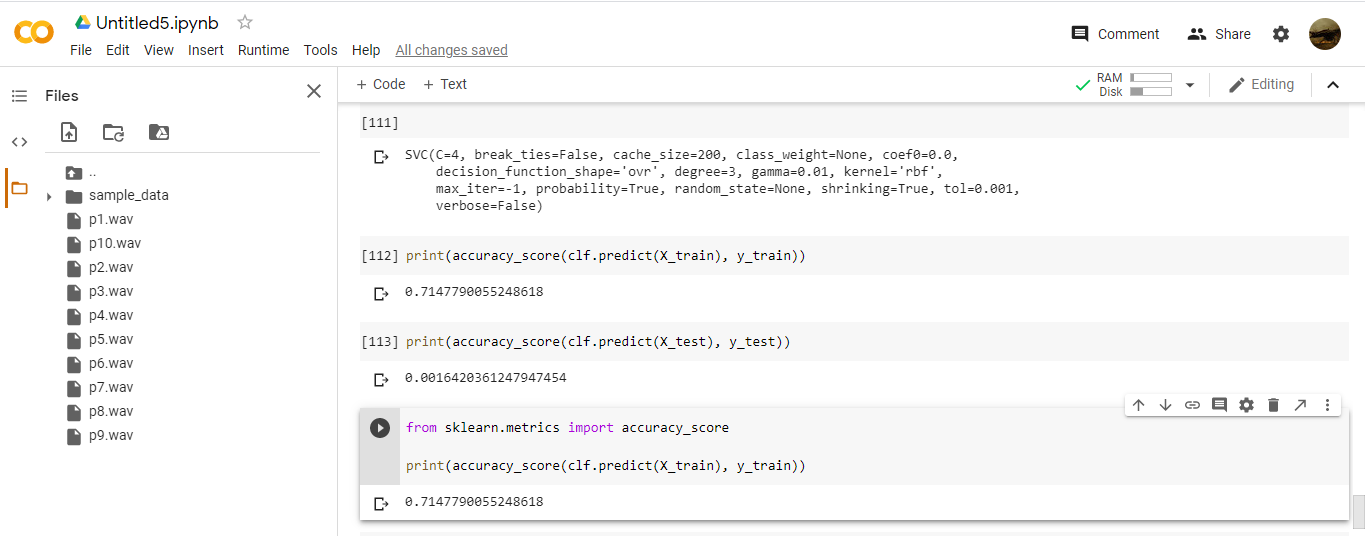 Untitled5.ipynb
File Edit View Insert Runtime Tools Help All changes saved
Comment Share
Files
+ Code + Text
RAM
Disk
Editing
..
sample_data
p1.wav
p10.wav
p2.wav
p3.wav
p4.wav
p5.wav
p6.wav
p7.wav
p8.wav
p9.wav
[111]
SVC(C=4, break_ties=False, cache_size=200, class_weight=None, coef0=0.0,
decision_function_shape='ovr', degree=3, gamma=0.01, kernel='rbf',
max_iter=-1, probability=True, random_state=None, shrinking=True, tol=0.001,
verbose=False)
[112] print(accuracy_score(clf.predict(X_train), y_train))
0.7147790055248618
[113] print(accuracy_score(clf.predict(X_test), y_test))
0.0016420361247947454
from sklearn.metrics import accuracy_score
print(accuracy_score(clf.predict(X_train), y_train))
0.7147790055248618